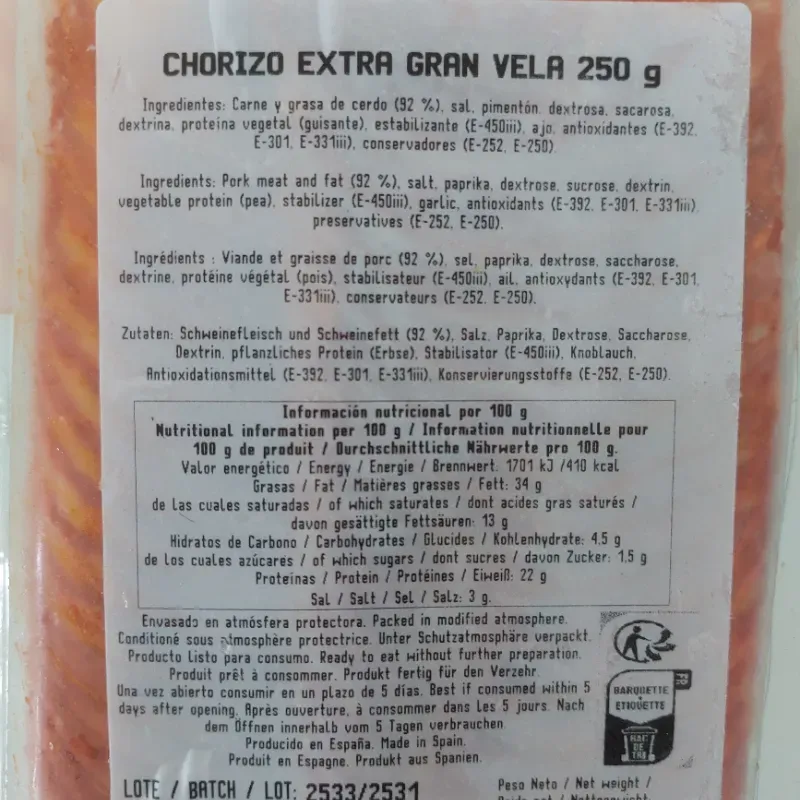 CHORIZO EXTRA GRAN VELA 250 g
Ingredientes: Carne y grasa de cerdo (92 %), sal, pimentón, dextrosa, sacarosa,
dextrina, proteína vegetal (guisante), estabilizante (E-450iii), ajo, antioxidantes (E-392,
E-301, E-331iii), conservadores (E-252, E-250).
Ingredients: Pork meat and fat (92 %), salt, paprika, dextrose, sucrose, dextrin,
vegetable protein (pea), stabilizer (E-450iii), garlic, antioxidants (E-392, E-301, E-331iii),
preservatives (E-252, E-250).
Ingrédients : Viande et graisse de porc (92 %), sel, paprika, dextrose, saccharose,
dextrine, protéine végétal (pois), stabilisateur (E-450iii), ail, antioxydants (E-392, E-301,
E-331iii), conservateurs (E-252, E-250).
Zutaten: Schweinefleisch und Schweinefett (92 %), Salz, Paprika, Dextrose, Saccharose,
Dextrin, pflanzliches Protein (Erbse), Stabilisator (E-450iii), Knoblauch,
Antioxidationsmittel (E-392, E-301, E-331iii), Konservierungsstoffe (E-252, E-250).
Información nutricional por 100 g
Nutritional information per 100 g / Information nutritionnelle pour
100 g de produit / Durchschnittliche Nährwerte pro 100 g.
Valor energético / Energy / Energie / Brennwert: 1701 kJ /410 kcal
Grasas / Fat / Matières grasses / Fett: 34 g
de las cuales saturadas / of which saturates / dont acides gras saturés /
davon gesättigte Fettsäuren: 13 g
Hidratos de Carbono / Carbohydrates / Glucides / Kohlenhydrate: 4,5 g
de los cuales azúcares / of which sugars / dont sucres / davon Zucker: 1,5 g
Proteínas / Protein / Protéines / Eiweiß: 22 g
Sal / Salt / Sel / Salz: 3 g.
Envasado en atmósfera protectora. Packed in modified atmosphere.
Conditioné sous atmosphère protectrice. Unter Schutzatmosphäre verpackt.
Producto Listo para consumo. Ready to eat without further preparation.
Produit prêt à consommer. Produkt fertig für den Verzehr.
Una vez abierto consumir en un plazo de 5 días. Best if consumed within 5
days after opening. Après ouverture, à consommer dans les 5 jours. Nach
dem Öffnen innerhalb vom 5 Tagen verbrauchen.
Producido en España. Made in Spain.
Produit en Espagne. Produkt aus Spanien.
FR
BARQUETTE
+
ETIQUETTE
BAC
DE
TRI
LOTE / BATCH / LOT: 2533/2531
Peso Neto / Net weight /